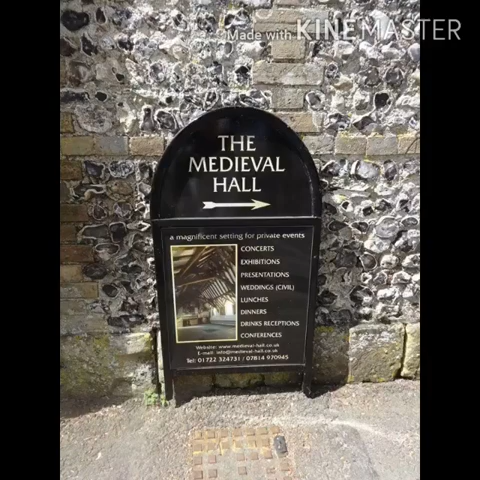 Made with KINEMASTER
THE
MEDIEVAL
HALL
a magnificent setting for private events
CONCERTS
EXHIBITIONS
PRESENTATIONS
WEDDINGS (CIVIL)
LUNCHES
DINNERS
DRINKS RECEPTIONS
CONFERENCES
Website: www.medieval-hall.co.uk
E-mail: info@medieval-hall.co.uk
Tel: 01722 324731 / 07814 970945